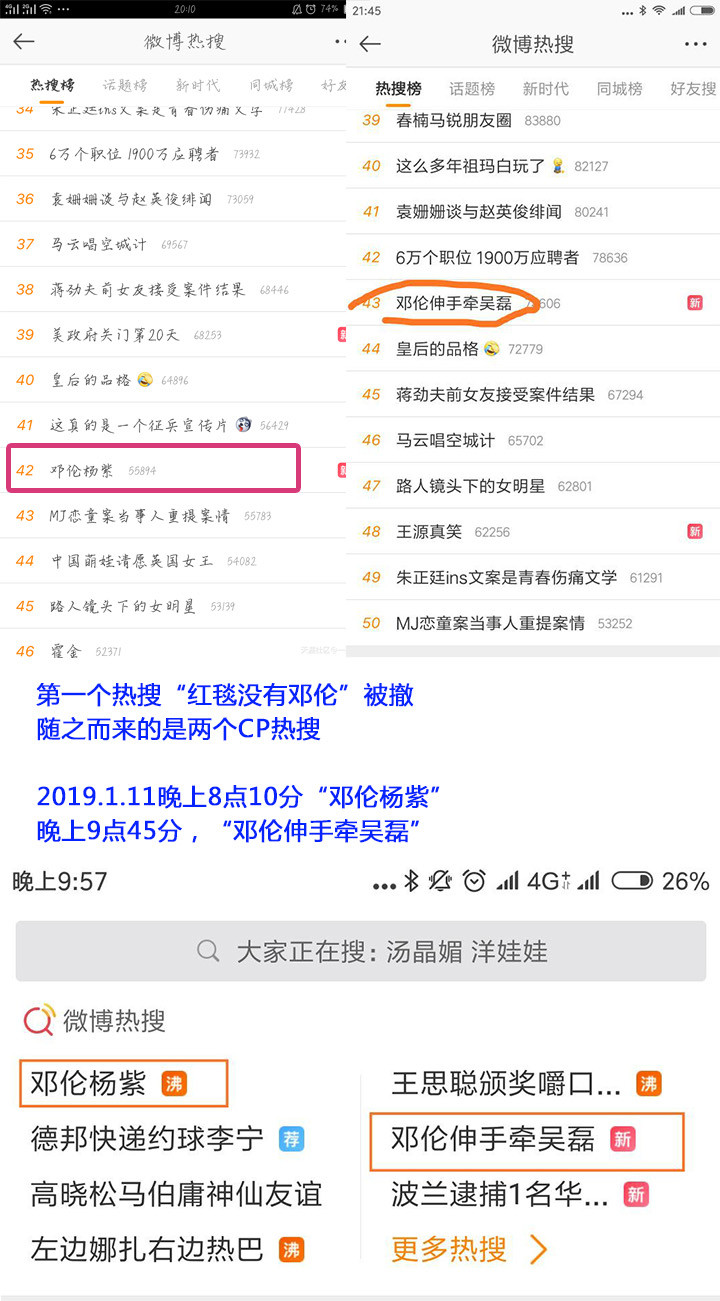 20:10
74%
微博热搜
热搜榜 话题榜 新时代 同城榜 好友
34 朱正廷ins文案是青春伤痛文学 77428
35 6万个职位 1900万应聘者 73932
36 袁姗姗谈与赵英俊绯闻 73059
37 马云唱空城计 69567
38 蒋劲夫前女友接受案件结果 68446
39 美政府关门第20天 68253
40 皇后的品格 64896
41 这真的是一个征兵宣传片 56429
42 邓伦杨紫 55894
43 MJ恋童案当事人重提案情 55783
44 中国萌娃请愿英国女王 54082
45 路人镜头下的女明星 53139
46 霍金 52371
21:45
微博热搜
热搜榜 话题榜 新时代 同城榜 好友搜
39 春楠马锐朋友圈 83880
40 这么多年祖玛白玩了 82127
41 袁姗姗谈与赵英俊绯闻 80241
42 6万个职位 1900万应聘者 78636
43 邓伦伸手牵吴磊 606 新
44 皇后的品格 72779
45 蒋劲夫前女友接受案件结果 67294
46 马云唱空城计 65702
47 路人镜头下的女明星 62801
48 王源真笑 62256 新
49 朱正廷ins文案是青春伤痛文学 61291
50 MJ恋童案当事人重提案情 53252
第一个热搜“红毯没有邓伦”被撤
随之而来的是两个CP热搜
2019.1.11晚上8点10分“邓伦杨紫”
晚上9点45分，“邓伦伸手牵吴磊”
晚上9:57
4G 26%
大家正在搜: 汤晶媚 洋娃娃
微博热搜
邓伦杨紫 沸
王思聪颁奖嚼口... 沸
德邦快递约球李宁 荐
邓伦伸手牵吴磊 新
高晓松马伯庸神仙友谊
波兰逮捕1名华... 新
左边娜扎右边热巴 沸
更多热搜